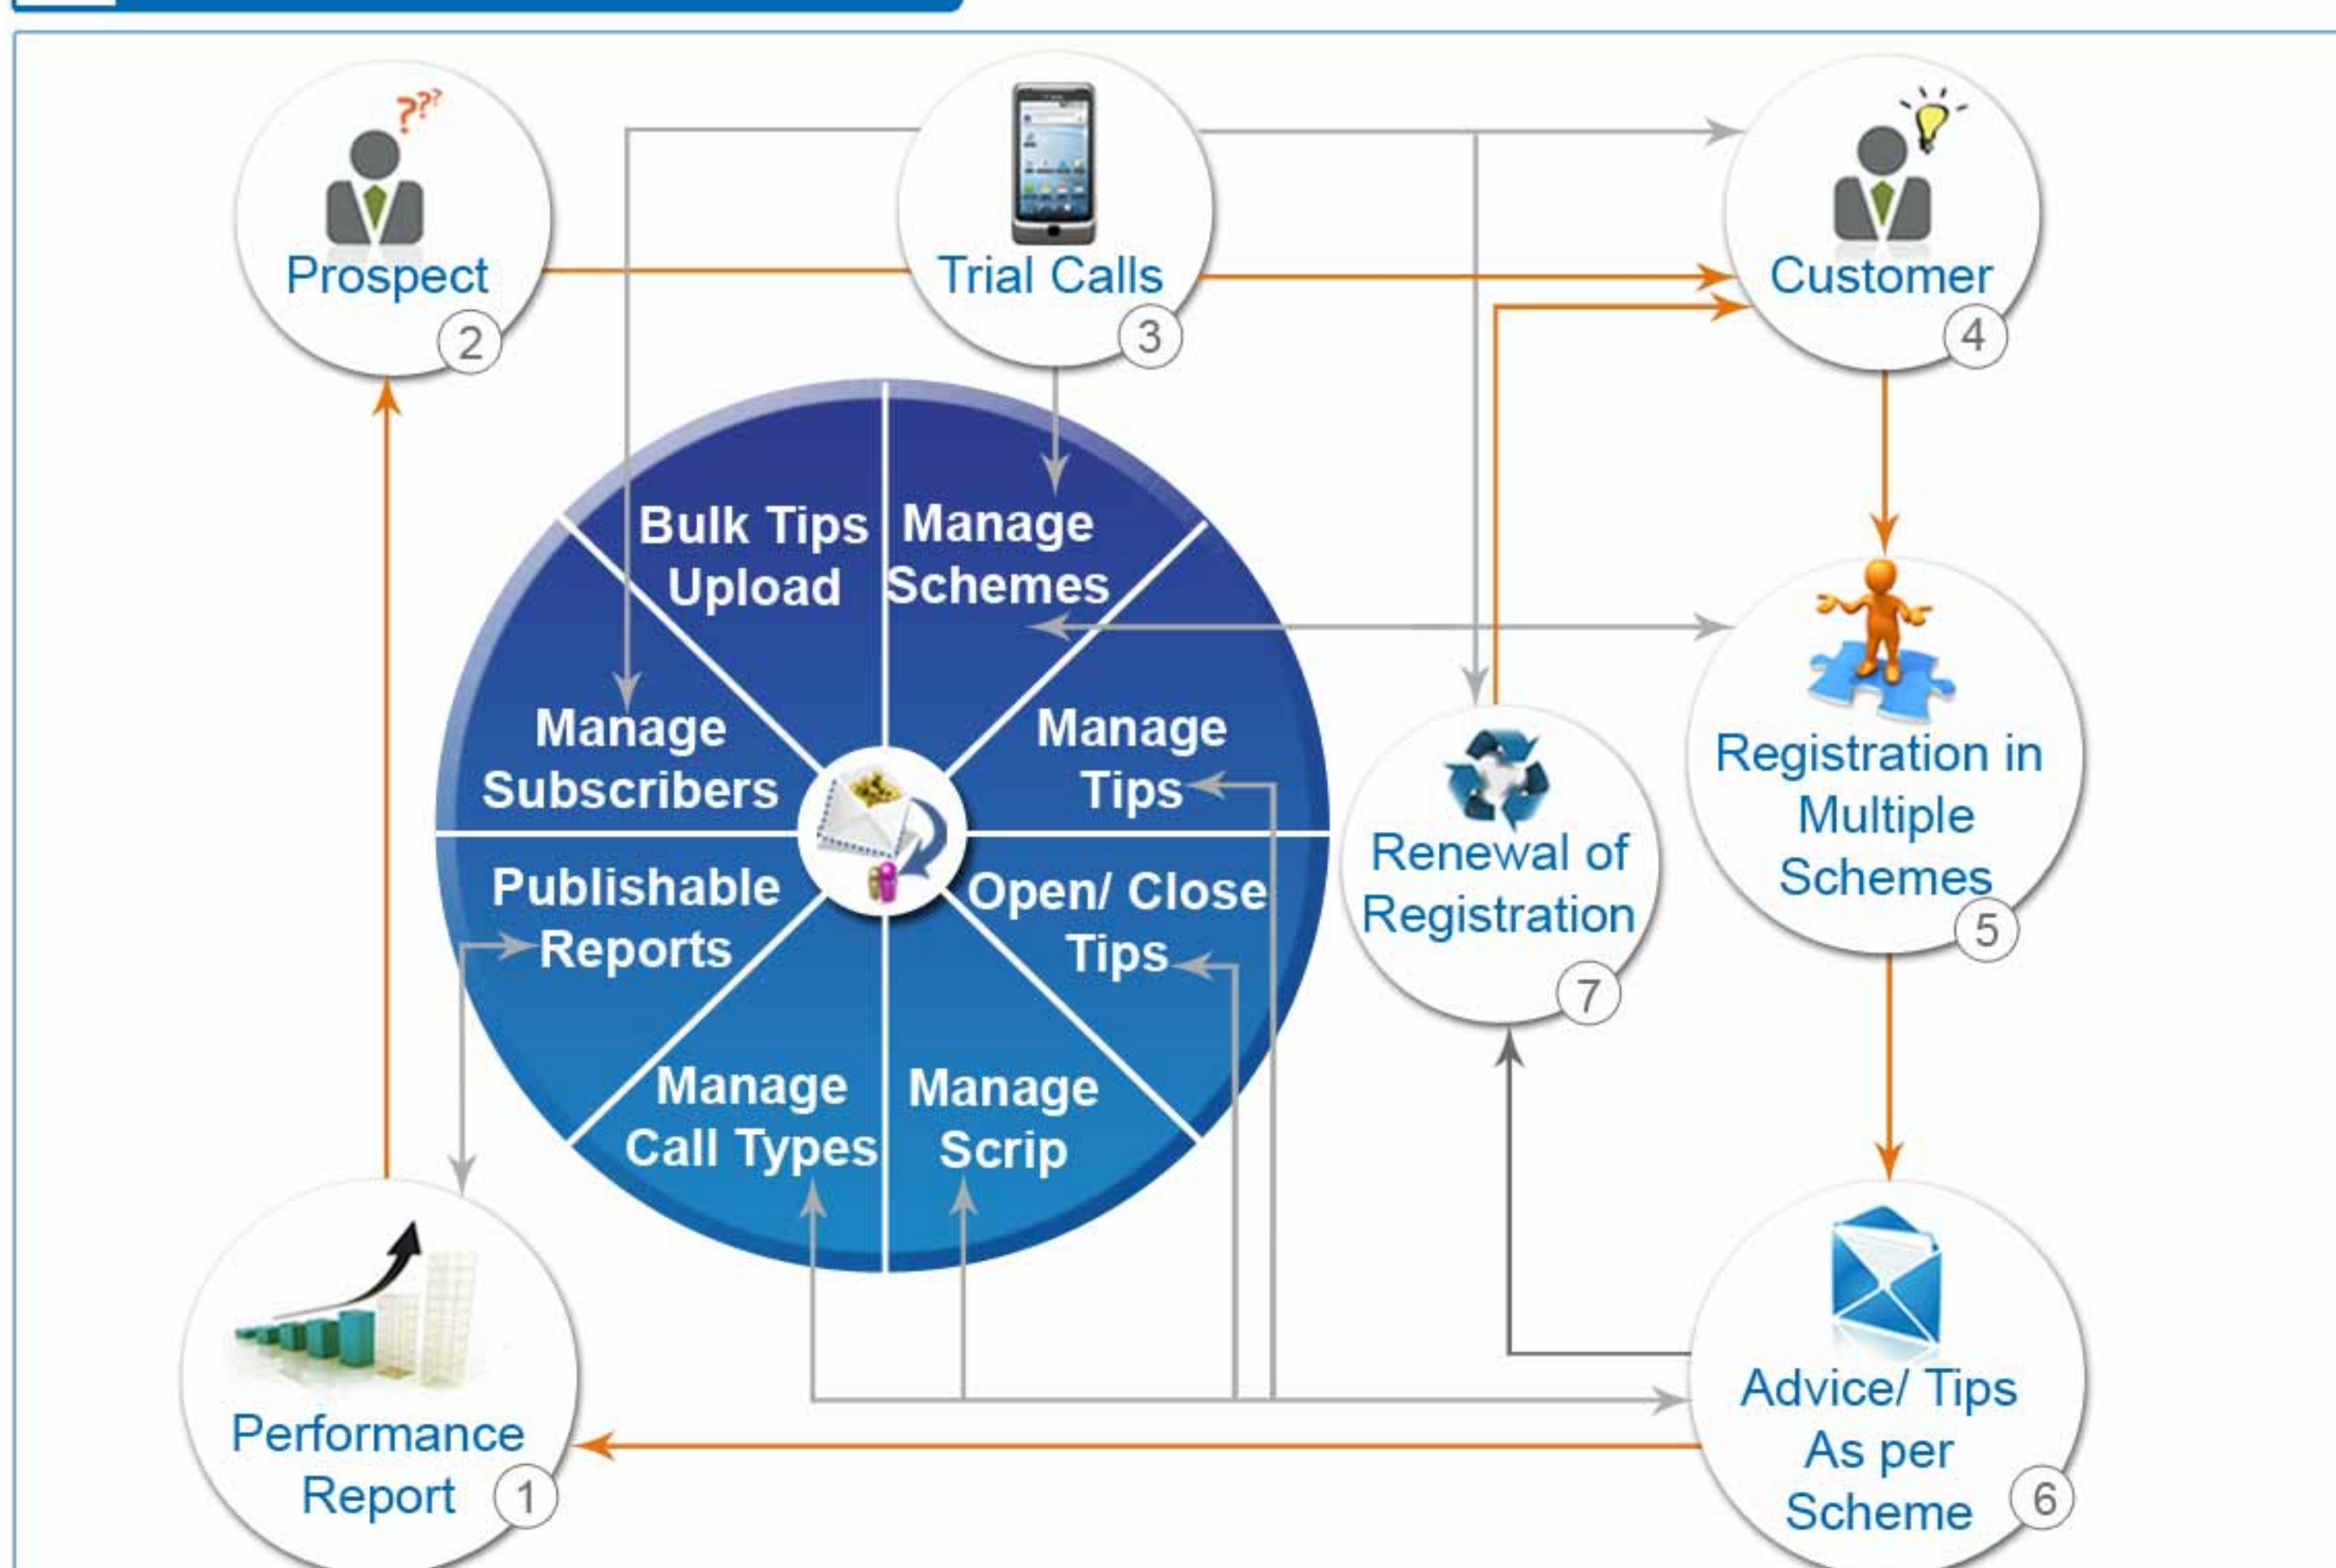 ???
Prospect
2
Trial Calls
3
Customer
4
Bulk Tips
Upload
Manage
Schemes
Manage
Subscribers
Manage
Tips
Publishable
Reports
Open/ Close
Tips
Manage
Call Types
Manage
Scrip
Renewal of
Registration
7
Registration in
Multiple
Schemes
5
Performance
Report
1
Advice/ Tips
As per
Scheme
6